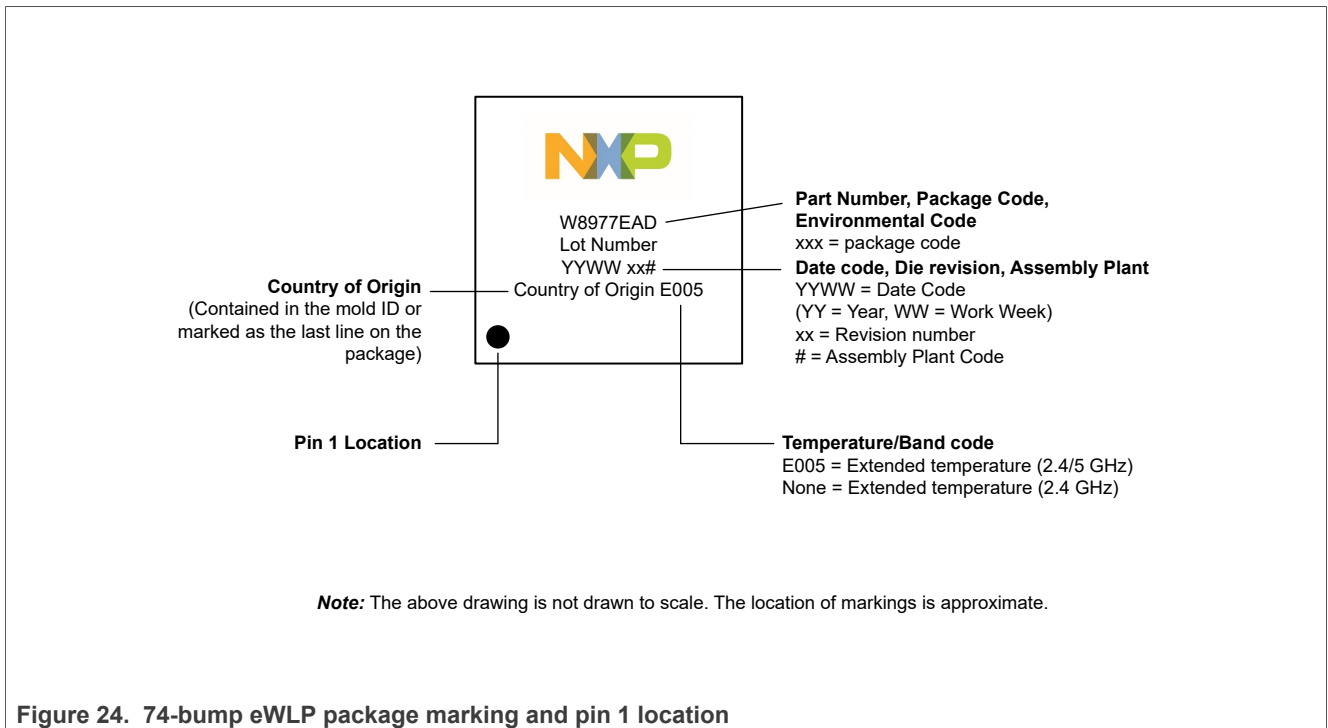 NXP
W8977EAD
Lot Number
YYWW xx#
Country of Origin E005
Part Number, Package Code,
Environmental Code
xxx = package code
Date code, Die revision, Assembly Plant
YYWW = Date Code
(YY = Year, WW = Work Week)
xx = Revision number
# = Assembly Plant Code
Country of Origin
(Contained in the mold ID or
marked as the last line on the
package)
Pin 1 Location
Temperature/Band code
E005 = Extended temperature (2.4/5 GHz)
None = Extended temperature (2.4 GHz)
Note: The above drawing is not drawn to scale. The location of markings is approximate.
Figure 24. 74-bump eWLP package marking and pin 1 location